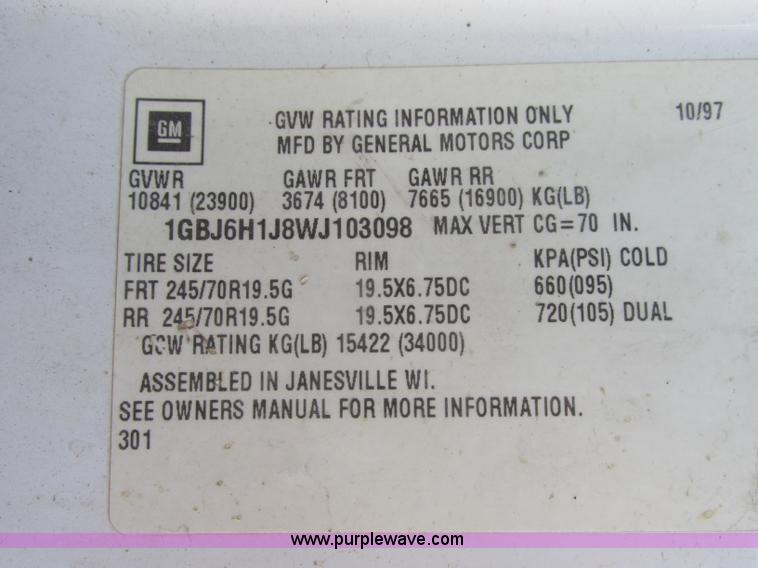 GM
GVW RATING INFORMATION ONLY 10/97
MFD BY GENERAL MOTORS CORP
GVWR GAWR FRT GAWR RR
10841 (23900) 3674 (8100) 7665 (16900) KG(LB)
1GBJ6H1J8WJ103098 MAX VERT CG=70 IN.
TIRE SIZE RIM KPA(PSI) COLD
FRT 245/70R19.5G 19.5X6.75DC 660(095)
RR 245/70R19.5G 19.5X6.75DC 720(105) DUAL
GCW RATING KG(LB) 15422 (34000)
ASSEMBLED IN JANESVILLE WI.
SEE OWNERS MANUAL FOR MORE INFORMATION.
301
www.purplewave.com